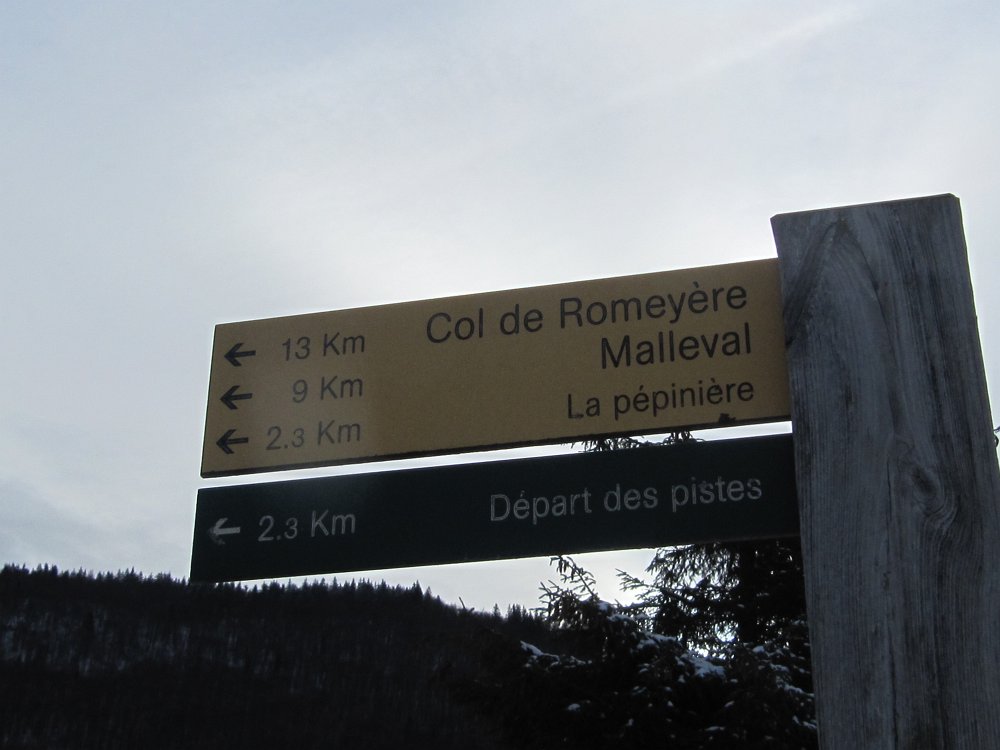 ← 13 Km Col de Romeyère
← 9 Km Malleval
← 2.3 Km La pépinière
← 2.3 Km Départ des pistes